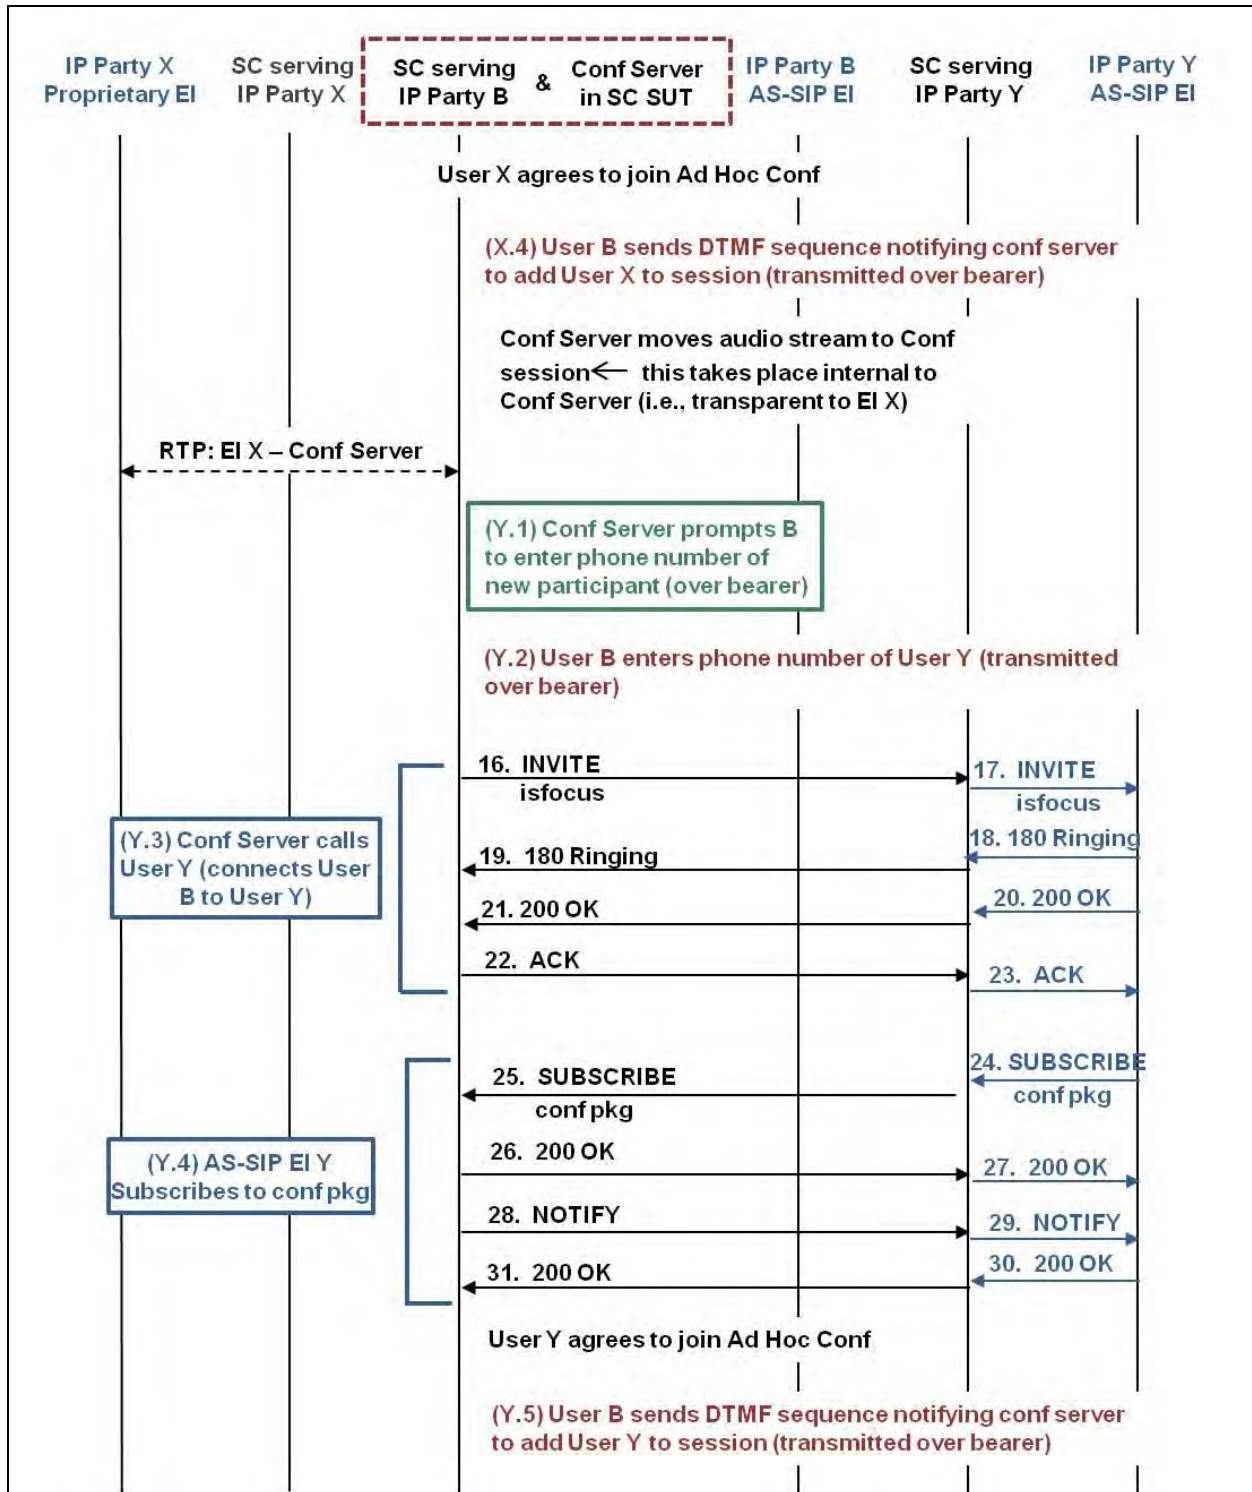 IP Party X
Proprietary EI
SC serving
IP Party X
SC serving
IP Party B
&
Conf Server
in SC SUT
IP Party B
AS-SIP EI
SC serving
IP Party Y
IP Party Y
AS-SIP EI
User X agrees to join Ad Hoc Conf
(X.4) User B sends DTMF sequence notifying conf server
to add User X to session (transmitted over bearer)
Conf Server moves audio stream to Conf
session← this takes place internal to
Conf Server (i.e., transparent to EI X)
RTP: EI X – Conf Server
(Y.1) Conf Server prompts B
to enter phone number of
new participant (over bearer)
(Y.2) User B enters phone number of User Y (transmitted
over bearer)
16. INVITE
isfocus
17. INVITE
isfocus
18. 180 Ringing
19. 180 Ringing
(Y.3) Conf Server calls
User Y (connects User
B to User Y)
20. 200 OK
21. 200 OK
22. ACK
23. ACK
24. SUBSCRIBE
conf pkg
25. SUBSCRIBE
conf pkg
(Y.4) AS-SIP EI Y
Subscribes to conf pkg
26. 200 OK
27. 200 OK
28. NOTIFY
29. NOTIFY
30. 200 OK
31. 200 OK
User Y agrees to join Ad Hoc Conf
(Y.5) User B sends DTMF sequence notifying conf server
to add User Y to session (transmitted over bearer)